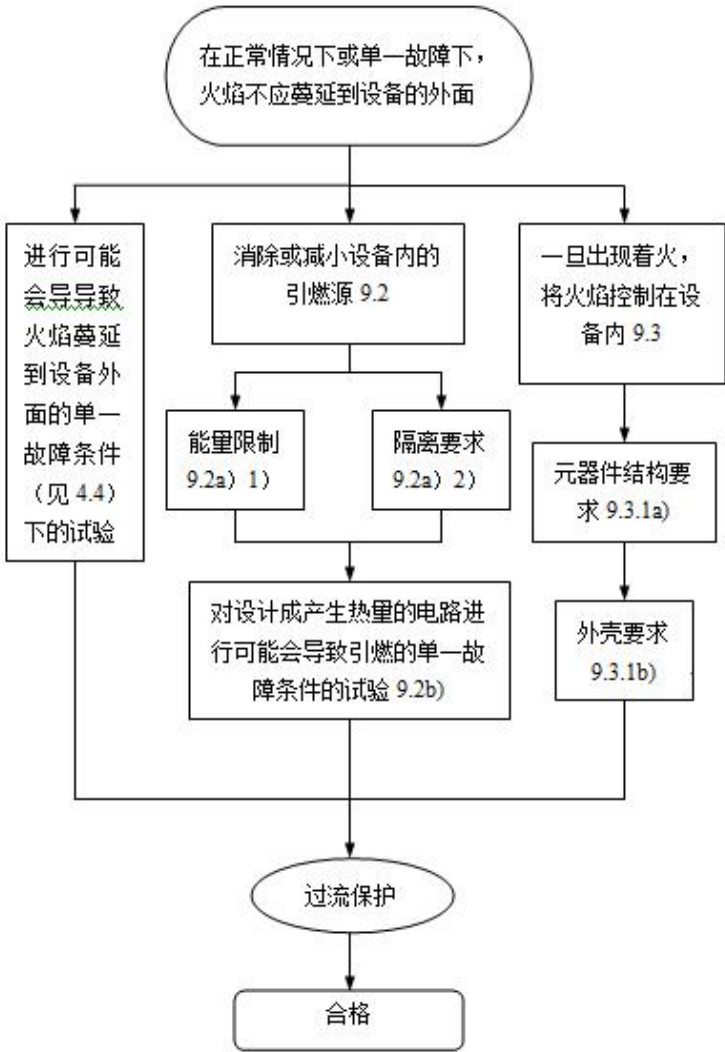 在正常情况下或单一故障下，
火焰不应蔓延到设备的外面
进行可能
会导导致
火焰蔓延
到设备外
面的单一
故障条件
（见 4.4）
下的试验
消除或减小设备内的
引燃源 9.2
能量限制
9.2a）1）
隔离要求
9.2a）2）
对设计成产生热量的电路进
行可能会导致引燃的单一故
障条件的试验 9.2b)
一旦出现着火，
将火焰控制在设
备内 9.3
元器件结构要
求 9.3.1a)
外壳要求
9.3.1b)
过流保护
合格